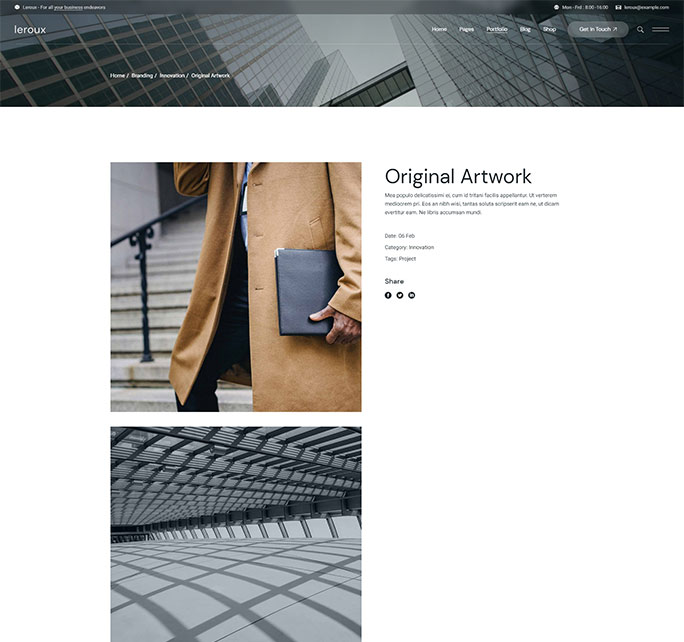 Leroux - For all your business endeavors
Mon - Frd : 8:00 -16:00
leroux@example.com
leroux
Home
Pages
Portfolio
Blog
Shop
Get In Touch
Home / Branding / Innovation / Original Artwork
Original Artwork
Mea populo delicatissimi ei, cum id tritani facilis appellantur. Ut verterem
mediocrem pri. Eos an nibh wisi, tantas soluta scripserit eam ne, ut dicam
evertitur eam. Ne libris accumsan mundi.
Date: 06 Feb
Category: Innovation
Tags: Project
Share